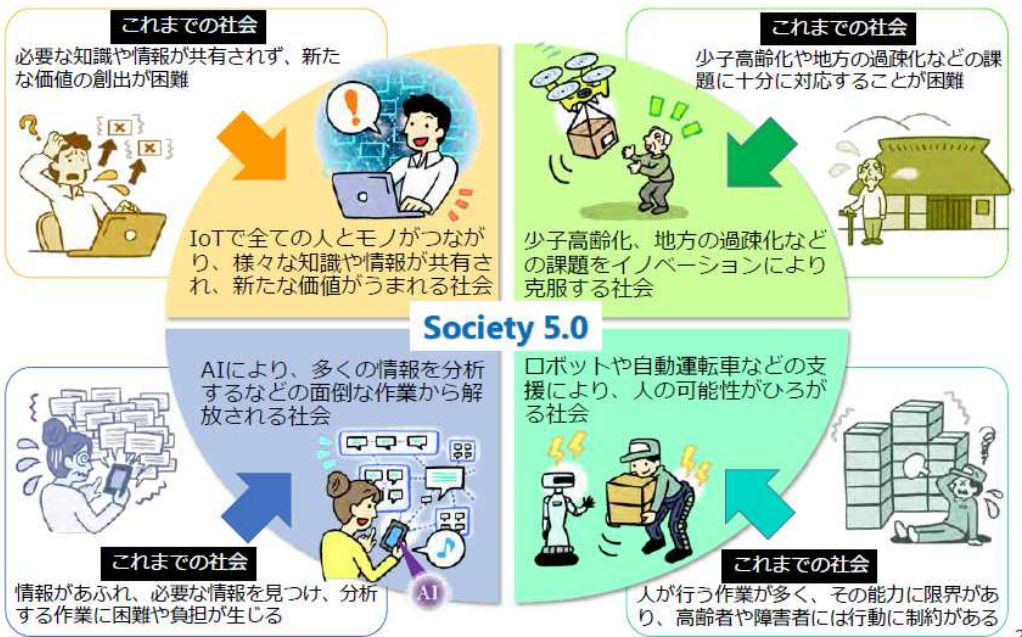 これまでの社会
必要な知識や情報が共有されず、新た
な価値の創出が困難
これまでの社会
少子高齢化や地方の過疎化などの課
題に十分に対応することが困難
IoTで全ての人とモノがつなが
り、様々な知識や情報が共有さ
れ、新たな価値がうまれる社会
少子高齢化、地方の過疎化など
の課題をイノベーションにより
克服する社会
Society 5.0
AIにより、多くの情報を分析
するなどの面倒な作業から解
放される社会
ロボットや自動運転車などの支
援により、人の可能性がひろが
る社会
AI
これまでの社会
情報があふれ、必要な情報を見つけ、分析
する作業に困難や負担が生じる
これまでの社会
人が行う作業が多く、その能力に限界があ
り、高齢者や障害者には行動に制約がある